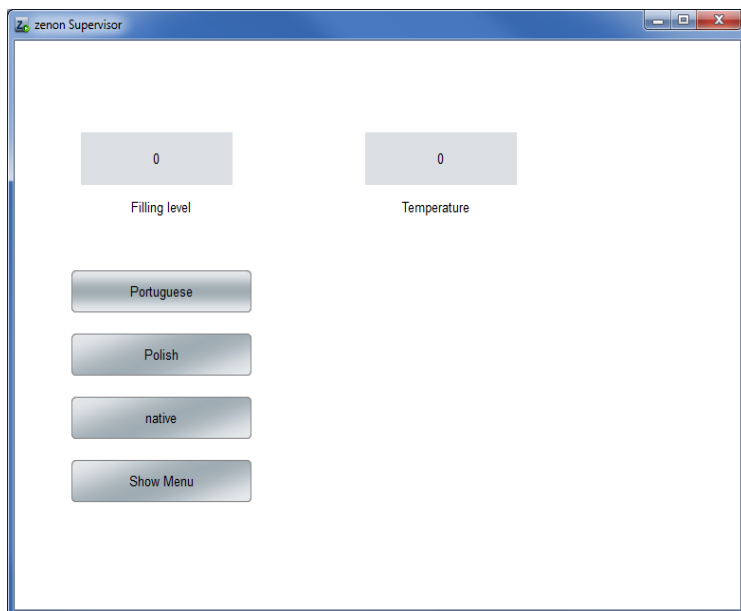 zenon Supervisor
0 0
Filling level Temperature
Portuguese
Polish
native
Show Menu